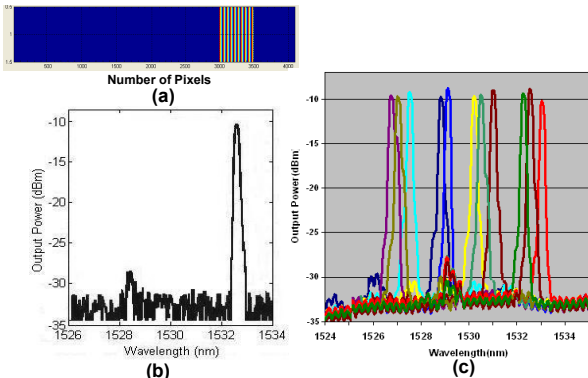 0.5
1
1.5
500 1000 1500 2000 2500 3000 3500 4000
Number of Pixels
(a)
Output Power (dBm)
-10
-15
-20
-25
-30
-35
1526 1528 1530 1532 1534
Wavelength (nm)
(b)
Output Power (dBm)
-10
-15
-20
-25
-30
-35
1524 1526 1528 1530 1532 1534
Wavelength(nm)
(c)